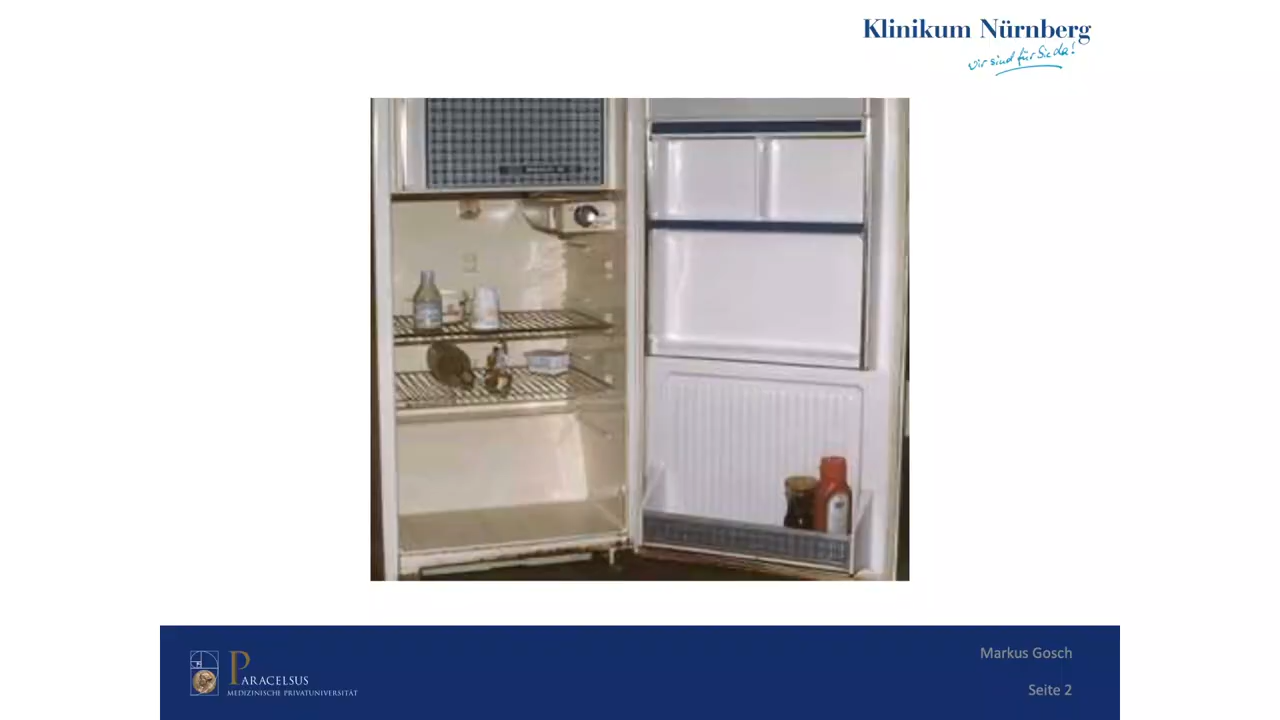 Klinikum Nürnberg
wir sind für Sie da!
PARACELSUS
MEDIZINISCHE PRIVATUNIVERSITÄT
Markus Gosch
Seite 2